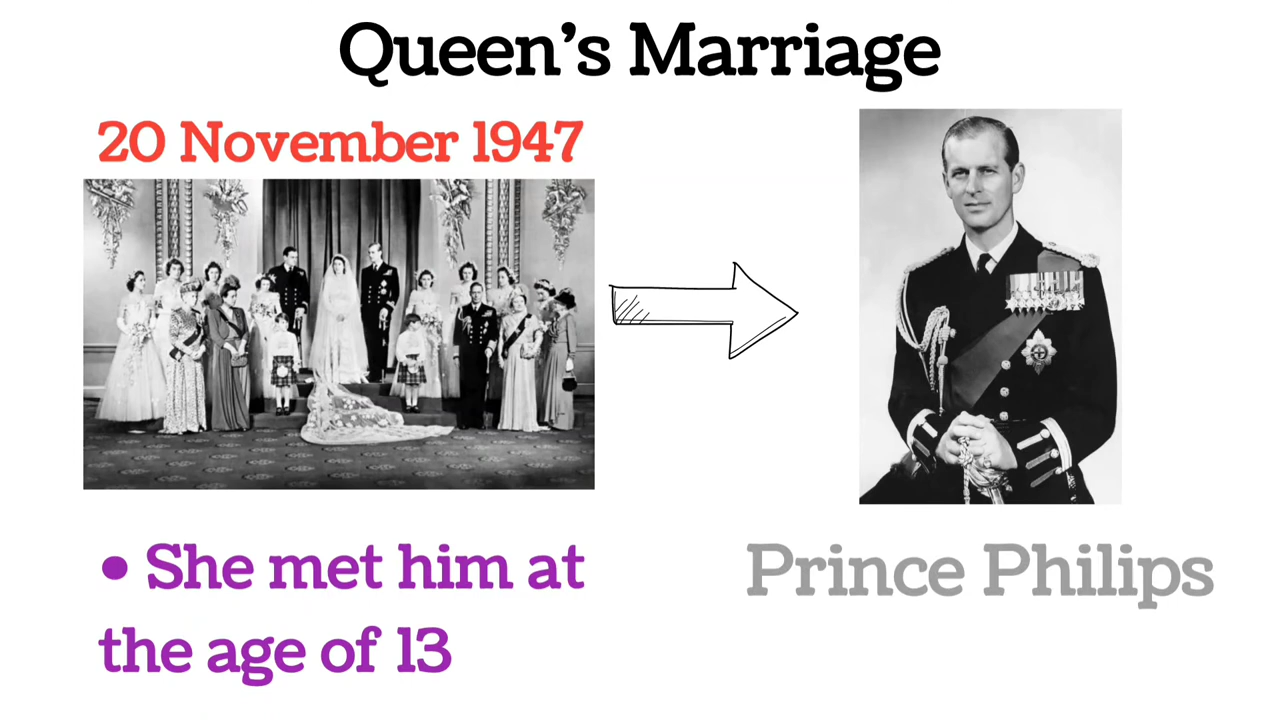 Queen's Marriage
20 November 1947
• She met him at
the age of 13
Prince Philips